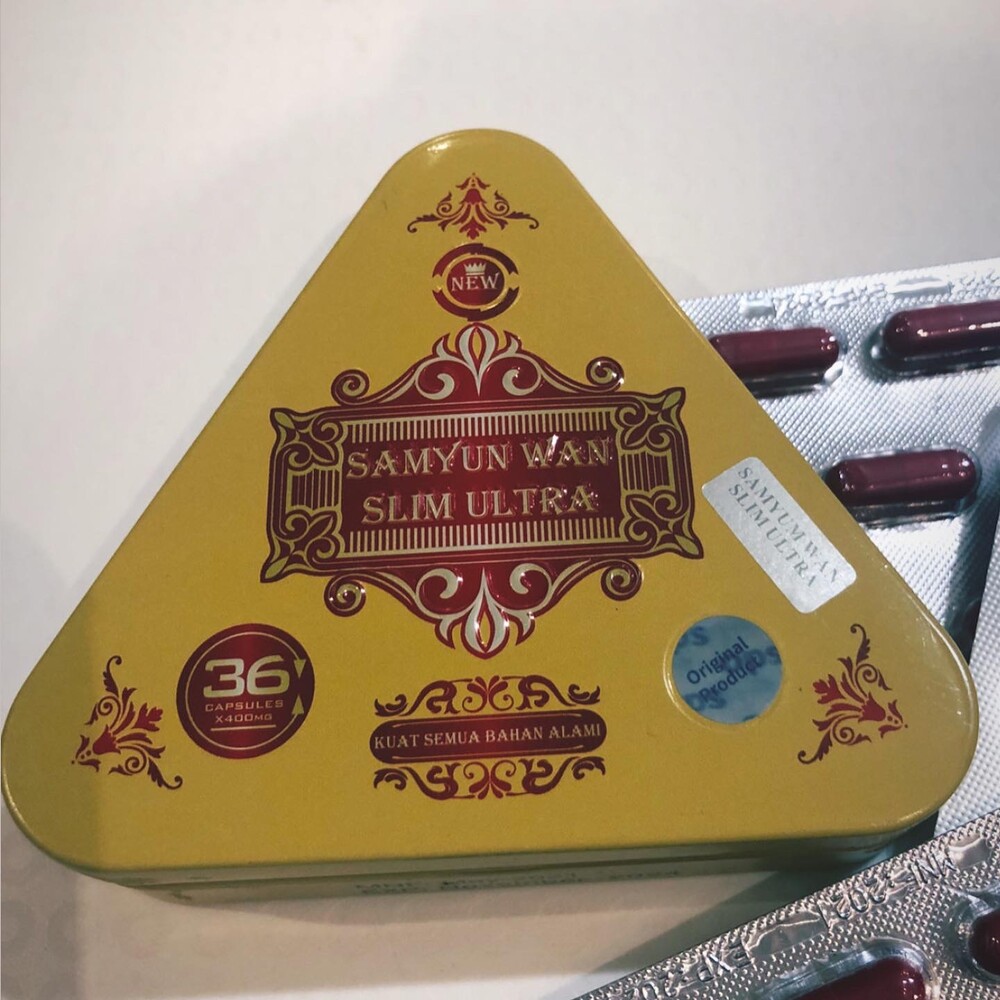 NEW
SAMYUN WAN
SLIM ULTRA
SAMYUM WAN
SLIM ULTRA
36
CAPSULES
X400MG
Original
Product
KUAT SEMUA BAHAN ALAMI